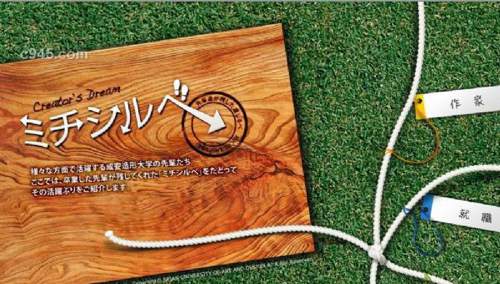 c945.com
Creator's Dream
ミチシルベ
様々な方面で活躍する成安造形大学の先輩たち
ここでは、卒業した先輩が残してくれた「ミチシルベ」をたどって
その活躍ぶりをご紹介します
作家
就職